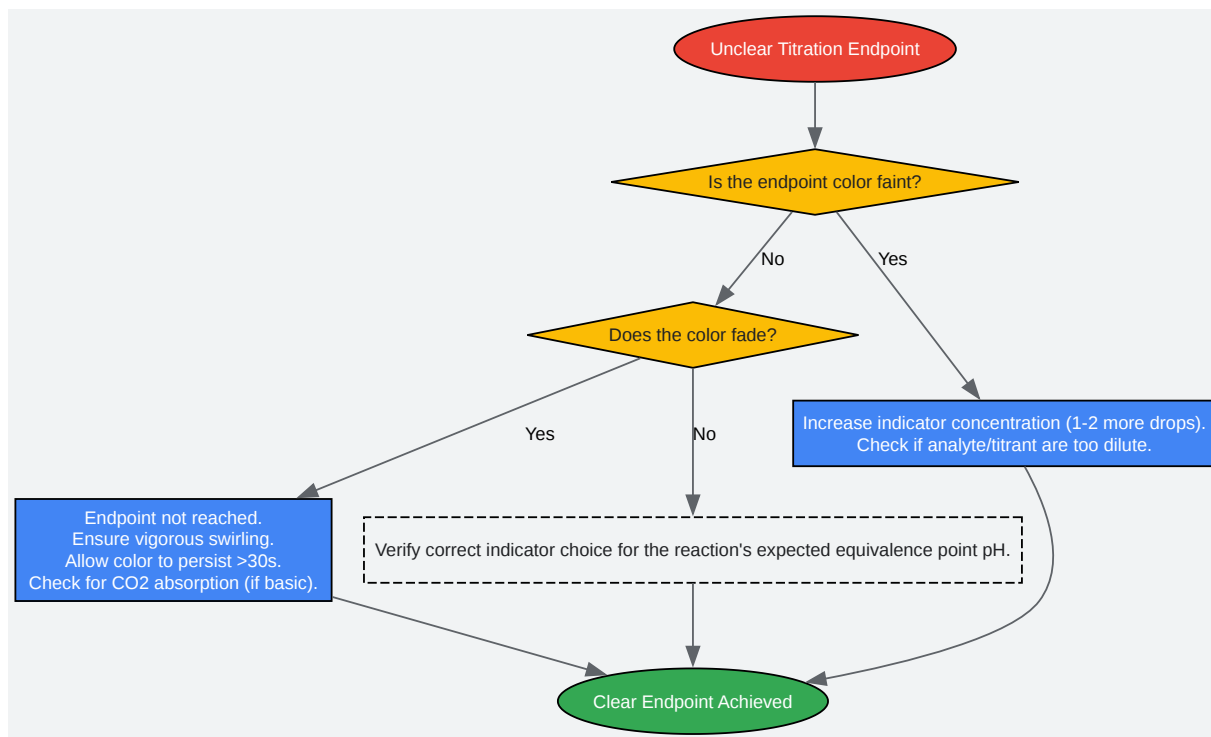 Unclear Titration Endpoint
Is the endpoint color faint?
No
Yes
Does the color fade?
Increase indicator concentration (1-2 more drops).
Check if analyte/titrant are too dilute.
Yes
No
Endpoint not reached.
Ensure vigorous swirling.
Allow color to persist >30s.
Check for CO2 absorption (if basic).
Verify correct indicator choice for the reaction's expected equivalence point pH.
Clear Endpoint Achieved